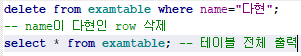 delete from examtable where name="다현";
-- name이 다현인 row 삭제
select * from examtable; -- 테이블 전체 출력